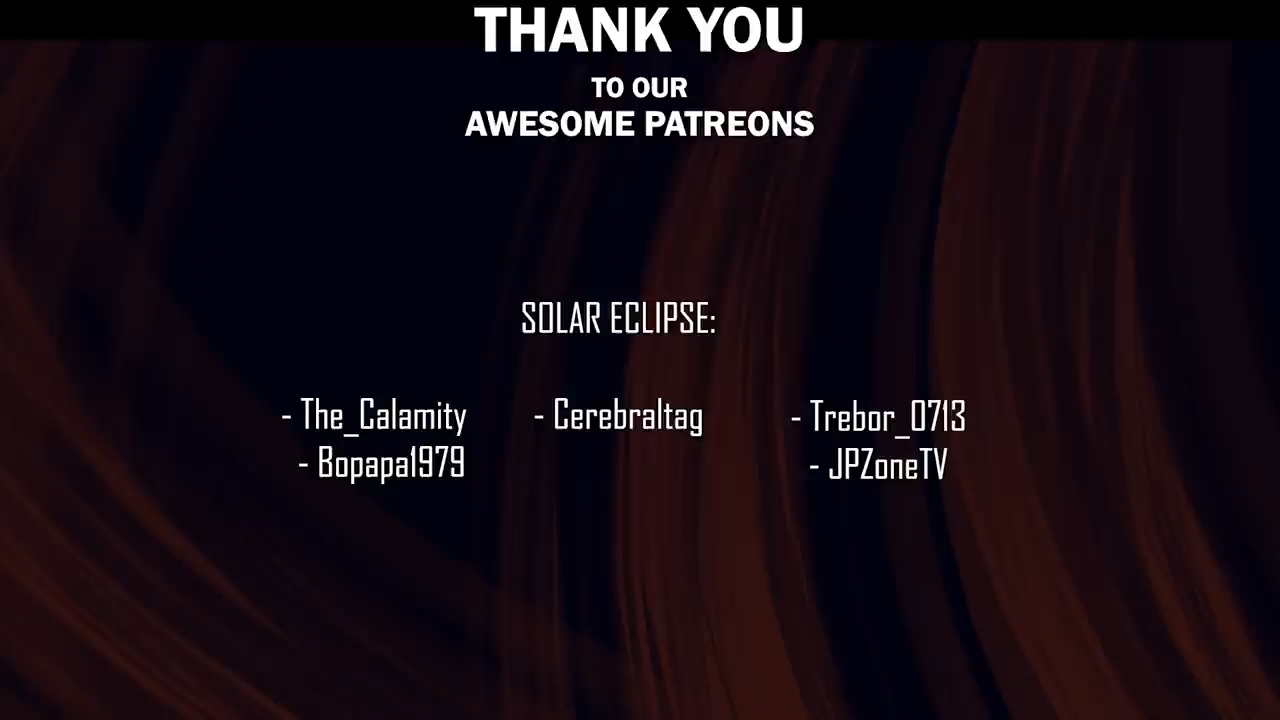 THANK YOU
TO OUR
AWESOME PATREONS
SOLAR ECLIPSE:
- The_Calamity
- Bopapa1979
- Cerebraltag
- Trebor_0713
- JPZoneTV